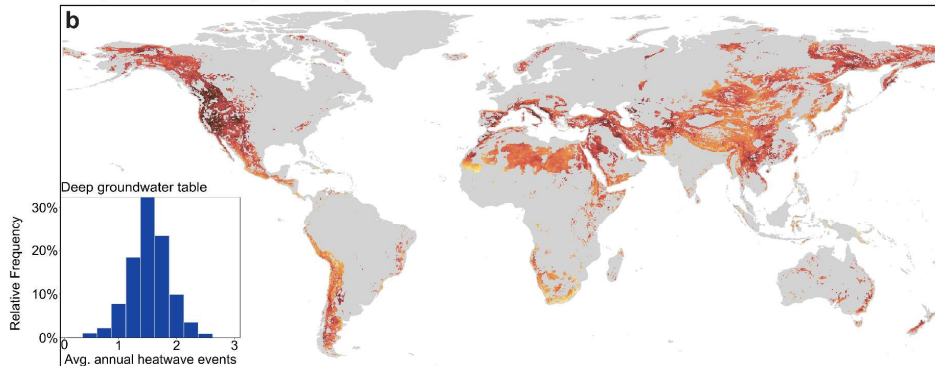 b
Deep groundwater table
30%
20%
10%
0%
Relative Frequency
0 1 2 3
Avg. annual heatwave events